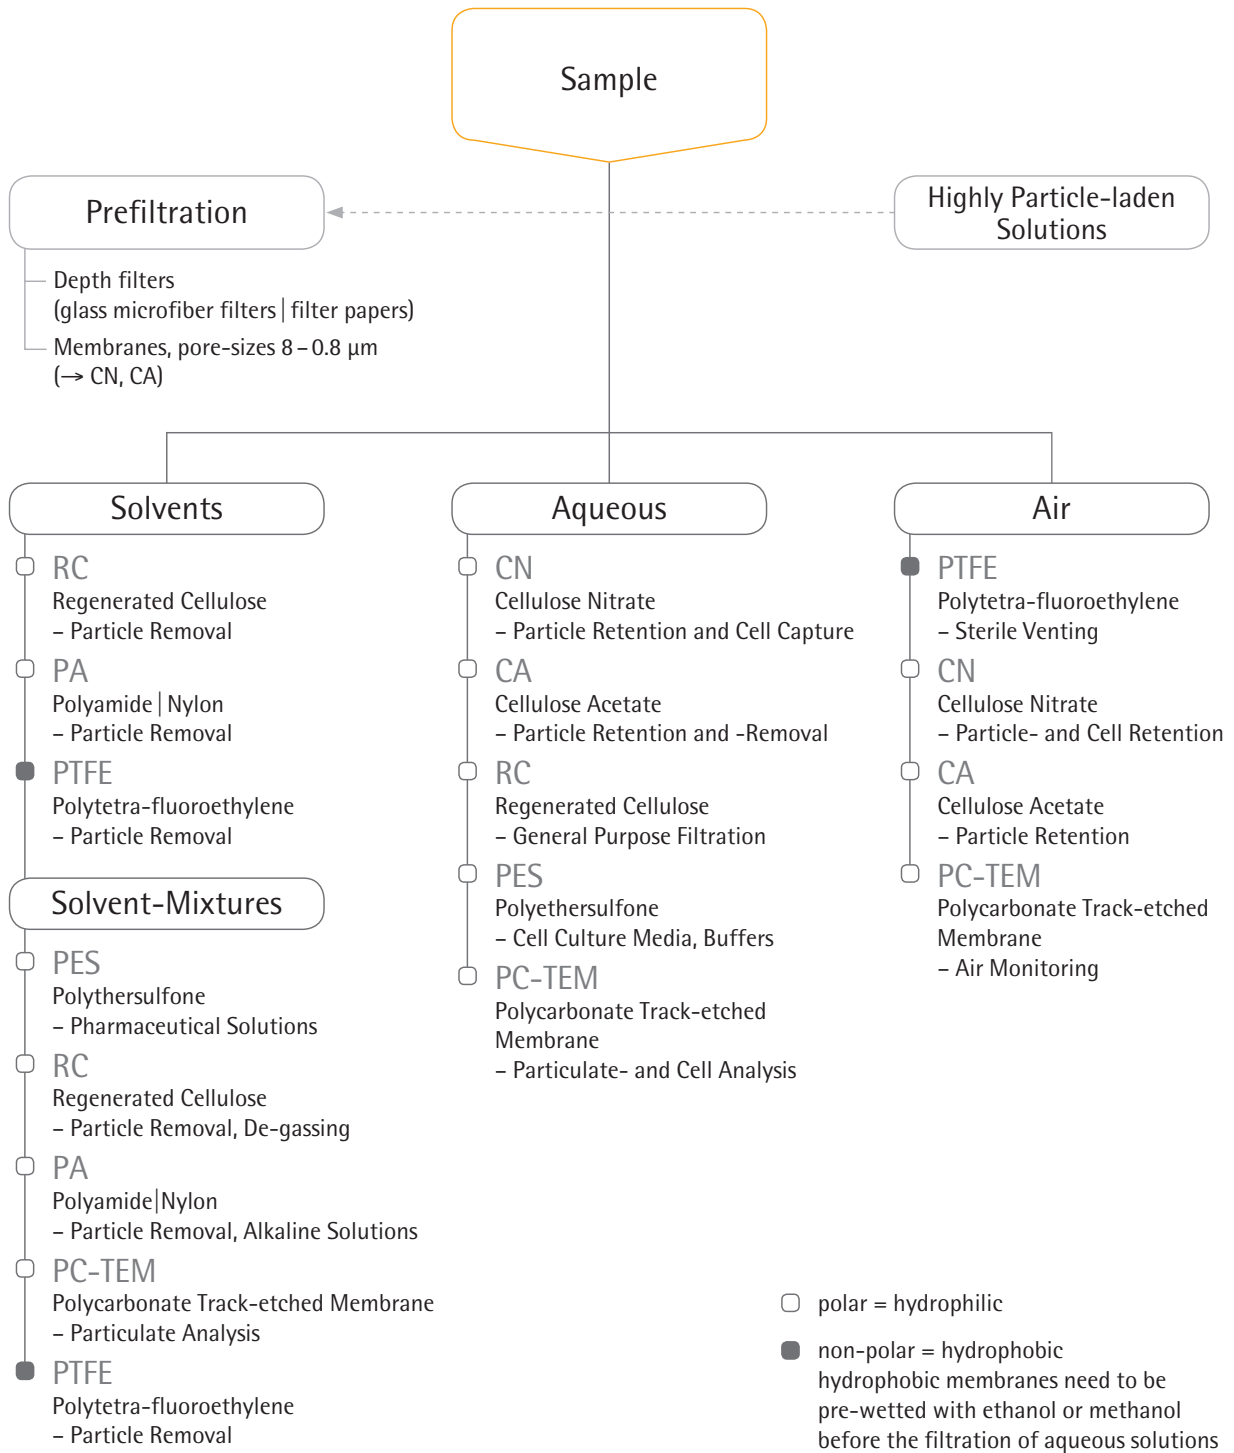 Sample
Prefiltration
Highly Particle-laden
Solutions
Depth filters
(glass microfiber filters | filter papers)
Membranes, pore-sizes 8 – 0.8 µm
(→ CN, CA)
Solvents
RC
Regenerated Cellulose
– Particle Removal
PA
Polyamide | Nylon
– Particle Removal
PTFE
Polytetra-fluoroethylene
– Particle Removal
Solvent-Mixtures
PES
Polythersulfone
– Pharmaceutical Solutions
RC
Regenerated Cellulose
– Particle Removal, De-gassing
PA
Polyamide|Nylon
– Particle Removal, Alkaline Solutions
PC-TEM
Polycarbonate Track-etched Membrane
– Particulate Analysis
PTFE
Polytetra-fluoroethylene
– Particle Removal
Aqueous
CN
Cellulose Nitrate
– Particle Retention and Cell Capture
CA
Cellulose Acetate
– Particle Retention and -Removal
RC
Regenerated Cellulose
– General Purpose Filtration
PES
Polyethersulfone
– Cell Culture Media, Buffers
PC-TEM
Polycarbonate Track-etched
Membrane
– Particulate- and Cell Analysis
Air
PTFE
Polytetra-fluoroethylene
– Sterile Venting
CN
Cellulose Nitrate
– Particle- and Cell Retention
CA
Cellulose Acetate
– Particle Retention
PC-TEM
Polycarbonate Track-etched
Membrane
– Air Monitoring
polar = hydrophilic
non-polar = hydrophobic
hydrophobic membranes need to be
pre-wetted with ethanol or methanol
before the filtration of aqueous solutions